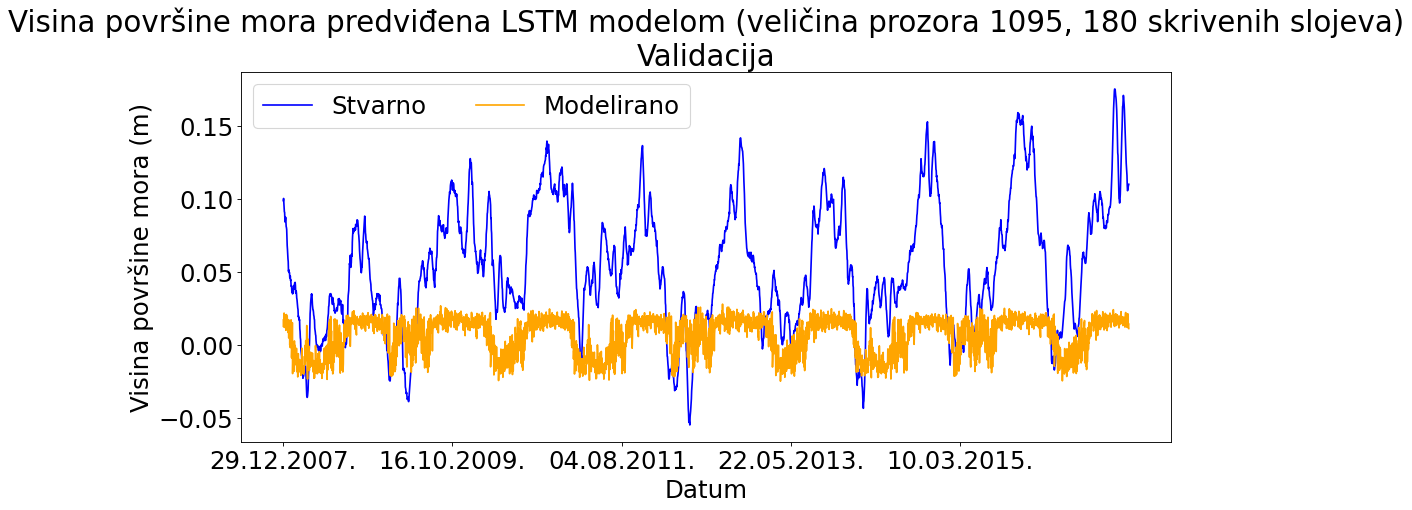 Visina površine mora predviđena LSTM modelom (veličina prozora 1095, 180 skrivenih slojeva)
Validacija
Stvarno
Modelirano
Visina površine mora (m)
0.15
0.10
0.05
0.00
−0.05
29.12.2007.
16.10.2009.
04.08.2011.
22.05.2013.
10.03.2015.
Datum